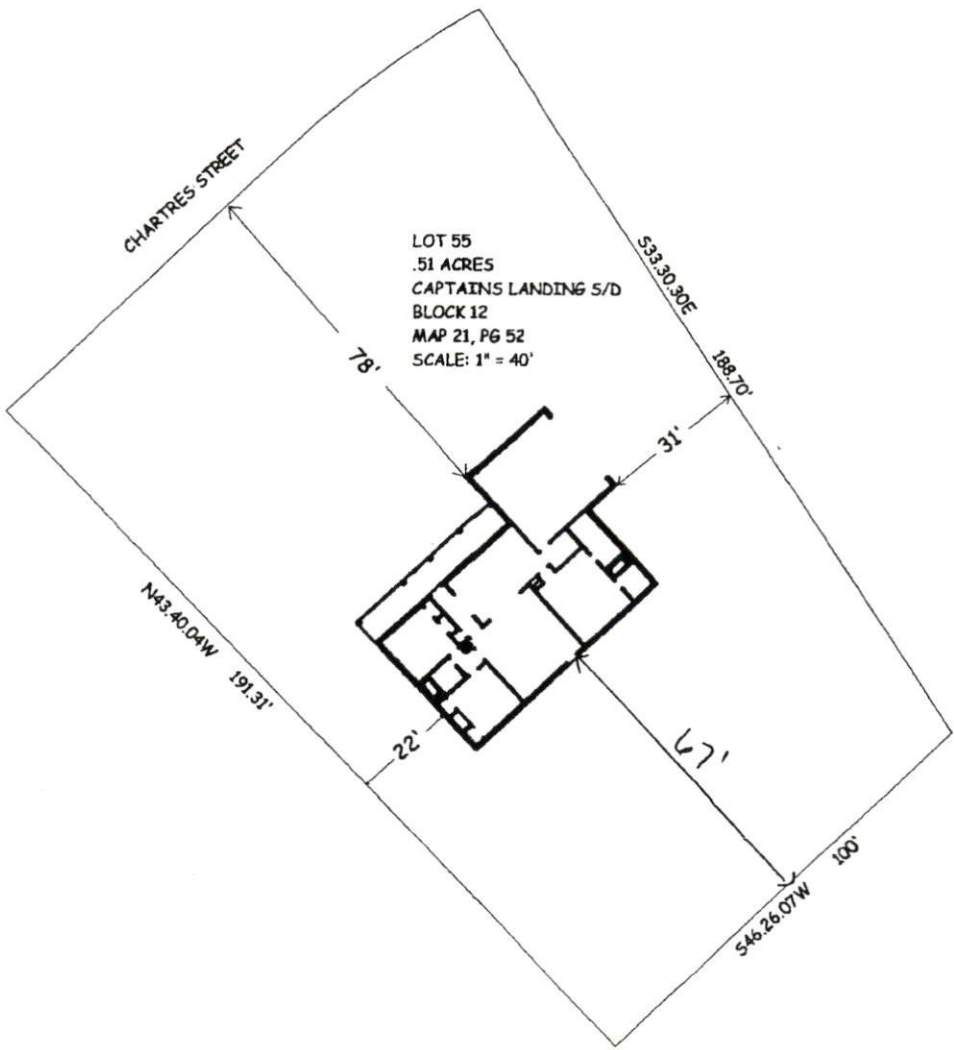 CHARTRES STREET
LOT 55
.51 ACRES
CAPTAINS LANDING S/D
BLOCK 12
MAP 21, PG 52
SCALE: 1" = 40'
S33.30.30E 188.70'
78'
31'
N43.40.04W 191.31'
22'
67'
S46.26.07W 100'